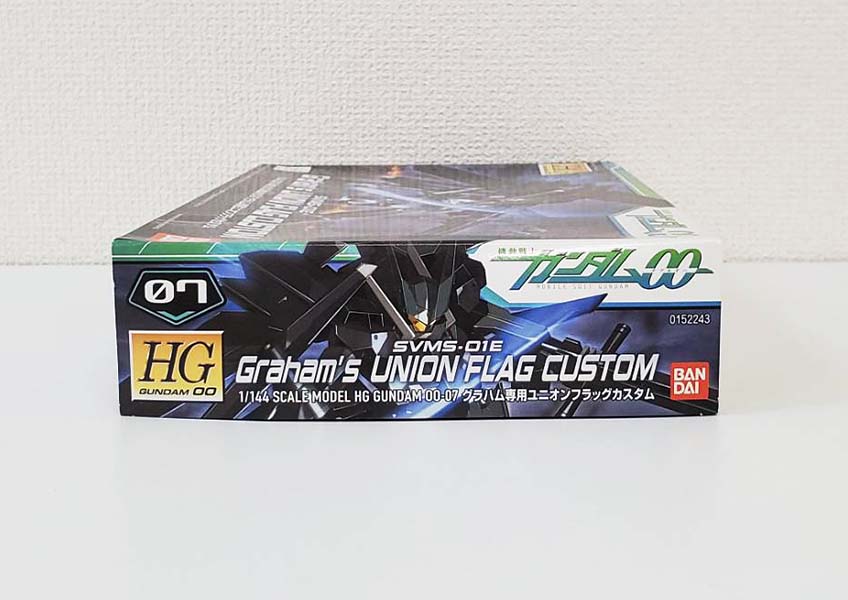 07
機動戦士
ガンダム00
MOBILE SUIT GUNDAM
0152243
HG
GUNDAM 00
SVMS-01E
Graham's UNION FLAG CUSTOM
1/144 SCALE MODEL HG GUNDAM 00-07 グラハム専用ユニオンフラッグカスタム
BAN
DAI